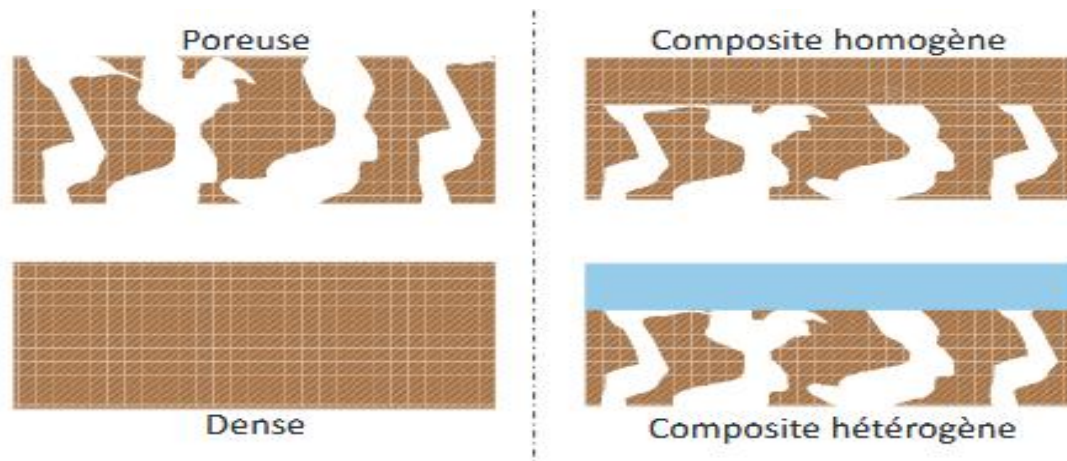 Poreuse
Composite homogène
Dense
Composite hétérogène